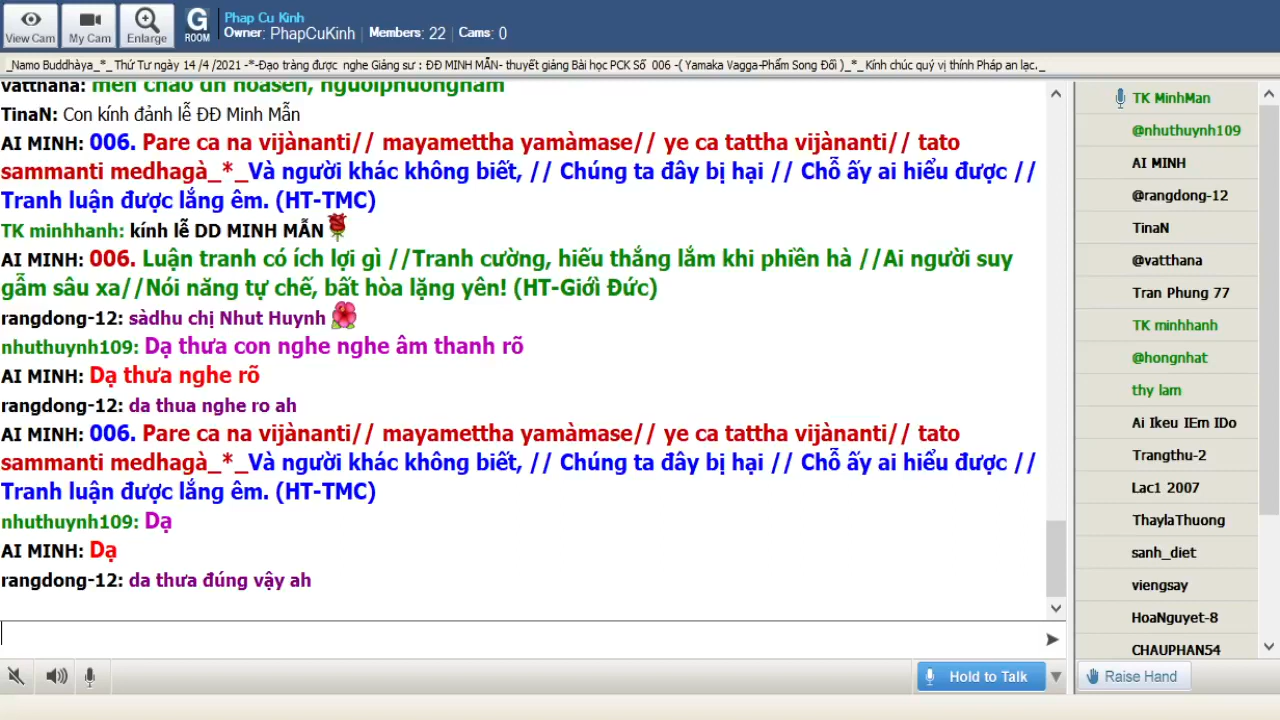 View Cam
My Cam
Enlarge
G
ROOM
Phap Cu Kinh
Owner: PhapCuKinh | Members: 22 | Cams: 0
_Namo Buddhàya_*_ Thứ Tư ngày 14 /4 /2021 -*-Đạo tràng được nghe Giảng sư : ĐĐ MINH MẪN- thuyết giảng Bài học PCK Số 006 -( Yamaka Vagga-Phẩm Song Đối )_*_ Kính chúc quý vị thính Pháp an lạc._
vatthana: mến chào dh hoasen, nguoiphuongnam
TinaN: Con kính đảnh lễ ĐĐ Minh Mẫn
AI MINH: 006. Pare ca na vijànanti// mayamettha yamàmase// ye ca tattha vijànanti// tato
sammanti medhagà_*_Và người khác không biết, // Chúng ta đây bị hại // Chỗ ấy ai hiểu được //
Tranh luận được lắng êm. (HT-TMC)
TK minhhanh: kính lễ DD MINH MẪN
AI MINH: 006. Luận tranh có ích lợi gì //Tranh cường, hiếu thắng lắm khi phiền hà //Ai người suy
gẫm sâu xa//Nói năng tự chế, bất hòa lặng yên! (HT-Giới Đức)
rangdong-12: sàdhu chị Nhut Huynh
nhuthuynh109: Dạ thưa con nghe nghe âm thanh rõ
AI MINH: Dạ thưa nghe rõ
rangdong-12: da thua nghe ro ah
AI MINH: 006. Pare ca na vijànanti// mayamettha yamàmase// ye ca tattha vijànanti// tato
sammanti medhagà_*_Và người khác không biết, // Chúng ta đây bị hại // Chỗ ấy ai hiểu được //
Tranh luận được lắng êm. (HT-TMC)
nhuthuynh109: Dạ
AI MINH: Dạ
rangdong-12: da thưa đúng vậy ah
Hold to Talk
TK MinhMan
@nhuthuynh109
AI MINH
@rangdong-12
TinaN
@vatthana
Tran Phung 77
TK minhhanh
@hongnhat
thy lam
Ai Ikeu IEm IDo
Trangthu-2
Lac1 2007
ThaylaThuong
sanh_diet
viengsay
HoaNguyet-8
CHAUPHAN54
Raise Hand